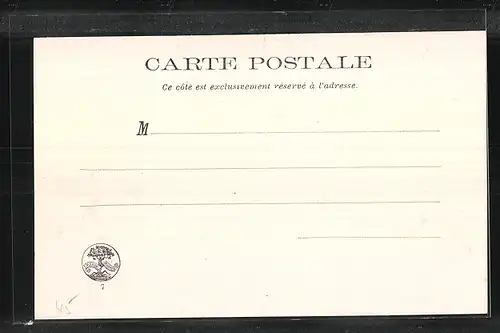 CARTE POSTALE
Ce côté est exclusivement réservé à l'adresse.
M
7